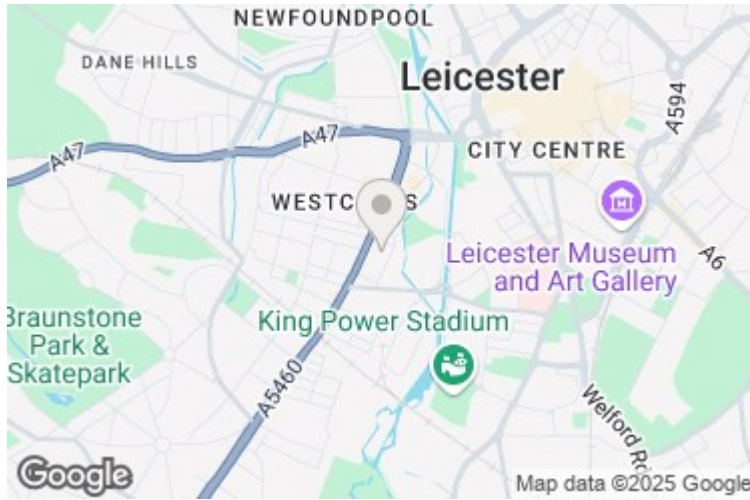 NEWFOUNDPOOL
DANE HILLS
Leicester
A594
A47
A47
CITY CENTRE
WESTC S
Leicester Museum
and Art Gallery
A6
King Power Stadium
Braunstone
Park &
Skatepark
A5460
Welford
Google
Map data ©2025 Google